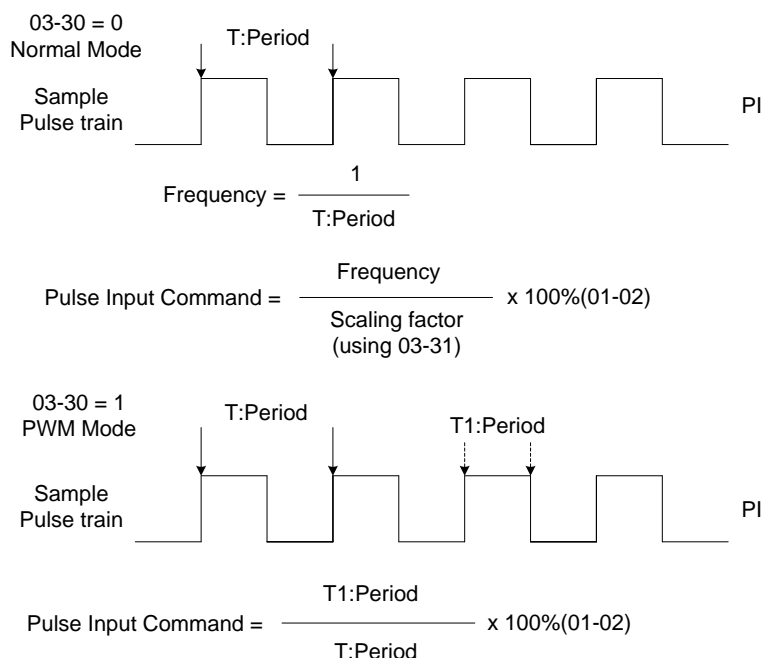 03-30 = 0
Normal Mode
T:Period
Sample
Pulse train
PI
Frequency =
1
T:Period
Pulse Input Command =
Frequency
Scaling factor
(using 03-31)
x 100%(01-02)
03-30 = 1
PWM Mode
T:Period
T1:Period
Sample
Pulse train
PI
Pulse Input Command =
T1:Period
T:Period
x 100%(01-02)